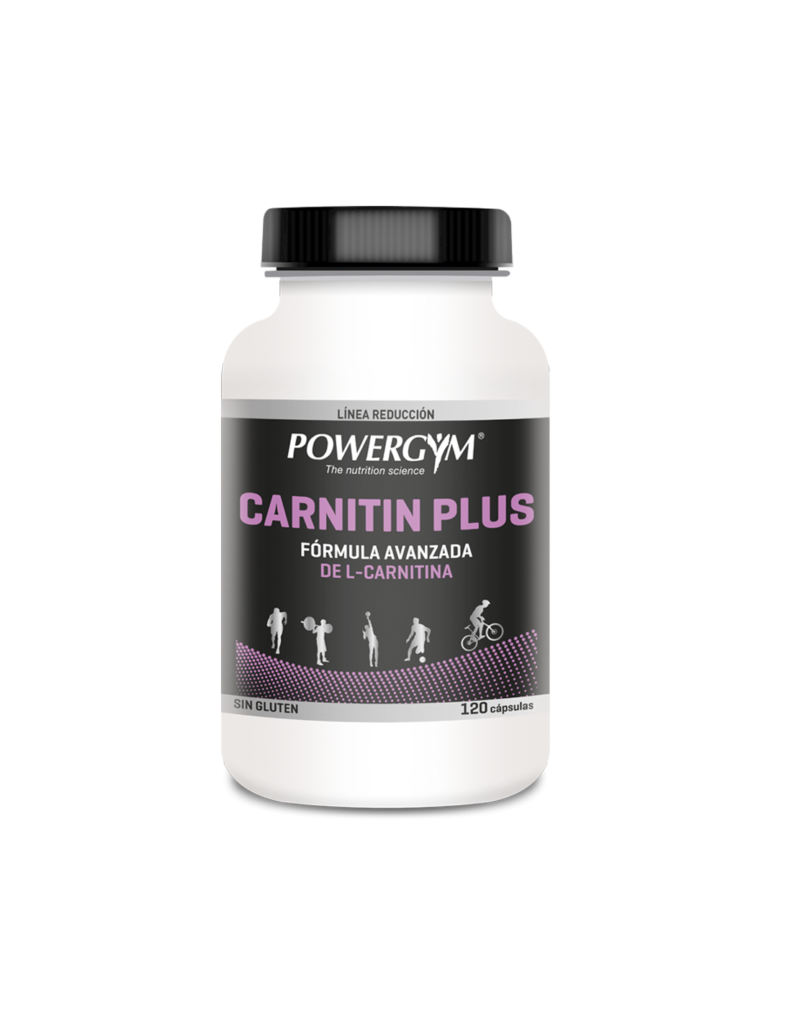 LÍNEA REDUCCIÓN
POWERGYM®
The nutrition science
CARNITIN PLUS
FÓRMULA AVANZADA
DE L-CARNITINA
SIN GLUTEN
120 cápsulas